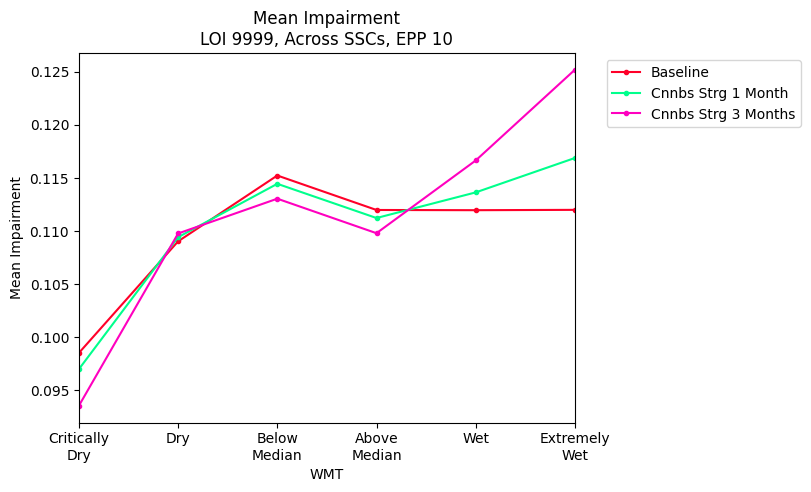 Mean Impairment
LOI 9999, Across SSCs, EPP 10
Baseline
Cnnbs Strg 1 Month
Cnnbs Strg 3 Months
Mean Impairment
0.125
0.120
0.115
0.110
0.105
0.100
0.095
Critically
Dry
Dry
Below
Median
Above
Median
Wet
Extremely
Wet
WMT